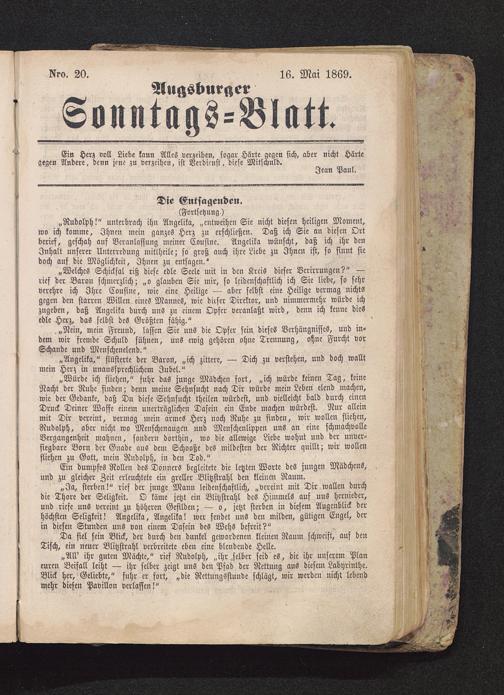 Nro. 20. 16. Mai 1869.
Augsburger
Sonntags=Blatt.
Ein Herz voll Liebe kann Alles verzeihen, sogar Härte gegen sich, aber nicht Härte
gegen Andere, denn jene zu verzeihen, ist Verdienst, diese Mitschuld.
Jean Paul.
Die Entsagenden.
(Fortsetzung.)
„Rudolph!“ unterbrach ihn Angelika, „entweihen Sie nicht diesen heiligen Moment,
wo ich komme, Ihnen mein ganzes Herz zu erschließen. Daß ich Sie an diesen Ort
berief, geschah auf Veranlassung meiner Cousine. Angelika wünscht, daß ich ihr den
Inhalt unserer Unterredung mittheile; so groß auch ihre Liebe zu Ihnen ist, so sinnt sie
doch auf die Möglichkeit, Ihnen zu entsagen.“
„Welches Schicksal riß diese edle Seele mit in den Kreis dieser Verirrungen?“ —
rief der Baron schmerzlich; „o glauben Sie mir, so leidenschaftlich ich Sie liebe, so sehr
verehre ich Ihre Cousine, wie eine Heilige — aber selbst eine Heilige vermag nichts
gegen den starren Willen eines Mannes, wie dieser Direktor, und nimmermehr würde ich
zugeben, daß Angelika durch uns zu einem Opfer veranlaßt wird, denn ich kenne dies
edle Herz, das selbst des Größten fähig.“
„Nein, mein Freund, lassen Sie uns die Opfer sein dieses Verhängnisses, und in-
dem wir fremde Schuld sühnen, uns ewig gehören ohne Trennung, ohne Furcht vor
Schande und Menschenelend.“
„Angelika,“ flüsterte der Baron, „ich zittere, — Dich zu verstehen, und doch wallt
mein Herz in unaussprechlichem Jubel.“
„Würde ich fliehen,“ fuhr das junge Mädchen fort, „ich würde keinen Tag, keine
Nacht der Ruhe finden; denn meine Sehnsucht nach Dir würde mein Leben elend machen,
wie der Gedanke, daß Du diese Sehnsucht theilen würdest, und vielleicht bald durch einen
Druck Deiner Waffe einem unerträglichen Dasein ein Ende machen würdest. Nur allein
mit Dir vereint, vermag mein armes Herz noch Ruhe zu finden, wir wollen fliehen,
Rudolph, aber nicht wo Menschenaugen und Menschenlippen uns an eine schmachvolle
Vergangenheit mahnen, sondern dorthin, wo die allewige Liebe wohnt und der unver-
siegbare Born der Gnade aus dem Schooße des mildesten der Richter quillt; wir wollen
fliehen zu Gott, mein Rudolph, in den Tod.“
Ein dumpfes Rollen des Donners begleitete die letzten Worte des jungen Mädchens,
und zu gleicher Zeit erleuchtete ein greller Blitzstrahl den kleinen Raum.
„Ja, sterben!“ rief der junge Mann leidenschaftlich, „vereint mit Dir wallen durch
die Thore der Seligkeit. O käme jetzt ein Blitzstrahl des Himmels auf uns hernieder,
und riefe uns vereint zu höheren Gefilden; — o, jetzt sterben in diesem Augenblick der
höchsten Seligkeit! Angelika, Angelika! wer sendet uns den milden, gütigen Engel, der
in diesen Stunden uns von einem Dasein des Wehs befreit?“
Da fiel sein Blick, der durch den dunkel gewordenen kleinen Raum schweift, auf den
Tisch, ein neuer Blitzstrahl verbreitete eben eine blendende Helle.
„All' ihr guten Mächte,“ rief Rudolph, „ihr selber seid es, die ihr unserem Plan
euren Beifall leiht — ihr selber zeigt uns den Pfad der Rettung aus diesem Labyrinthe.
Blick her, Geliebte,“ fuhr er fort, „die Rettungsstunde schlägt, wir werden nicht lebend
mehr diesen Pavillon verlassen!“